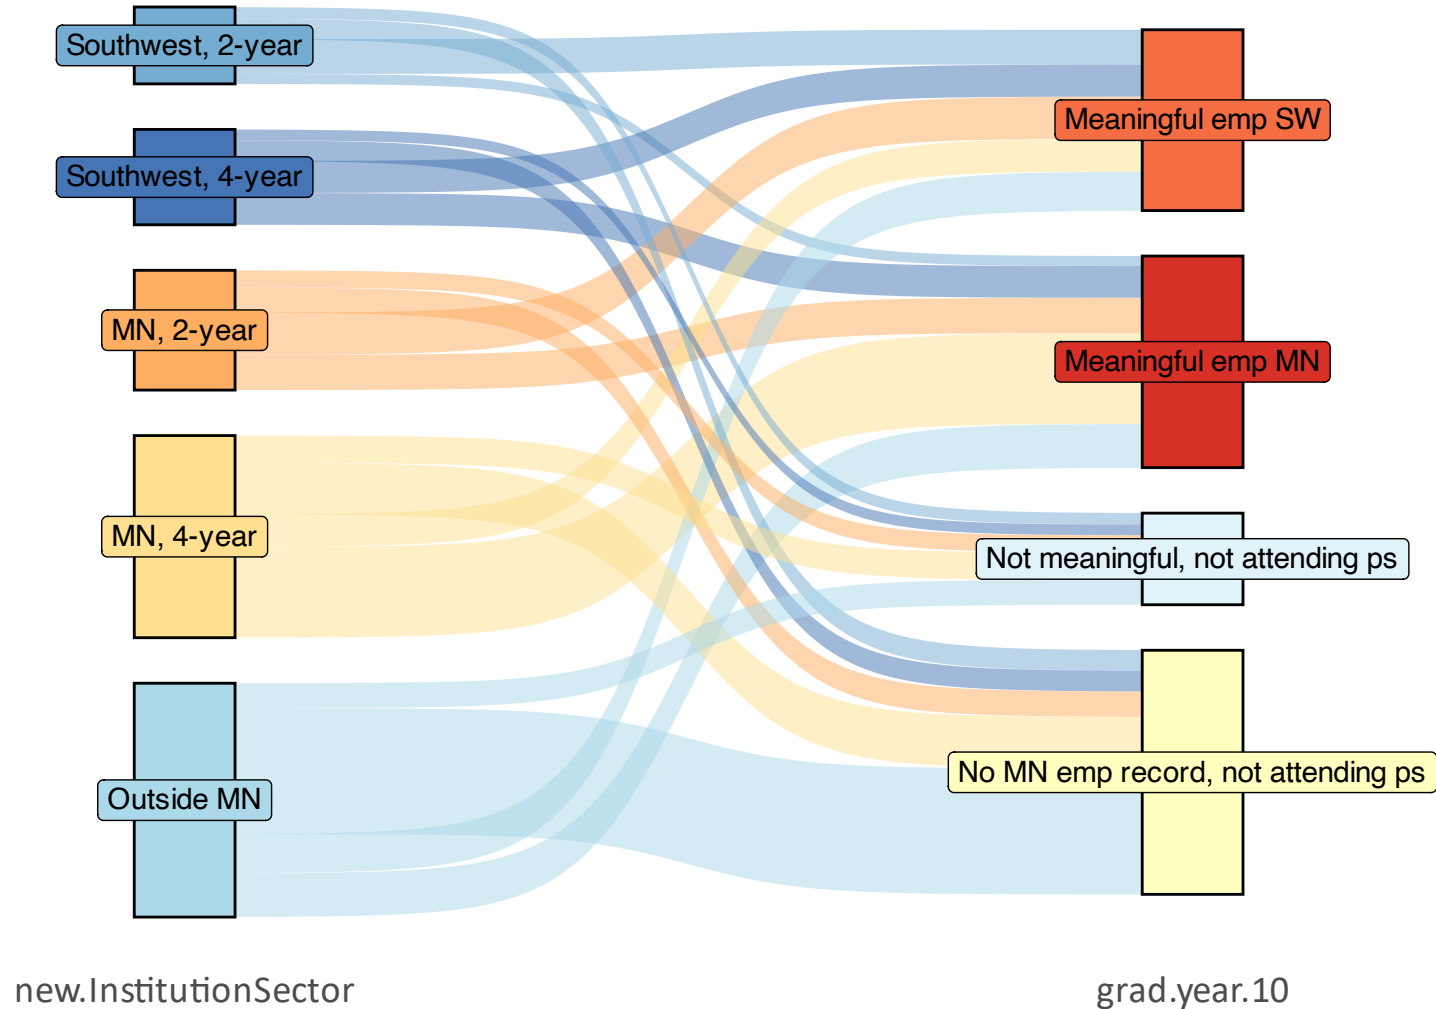 Southwest, 2-year
Southwest, 4-year
MN, 2-year
MN, 4-year
Outside MN
Meaningful emp SW
Meaningful emp MN
Not meaningful, not attending ps
No MN emp record, not attending ps
new.InstitutionSector
grad.year.10